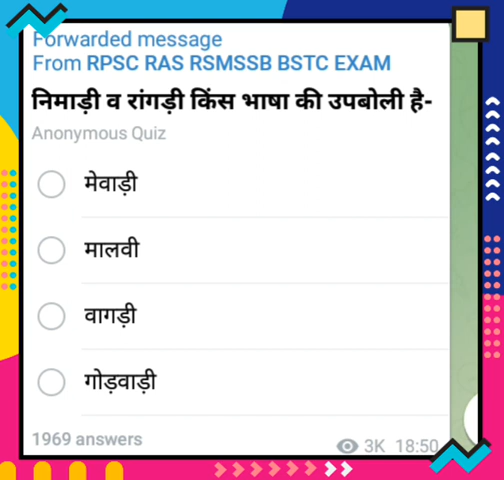 Forwarded message
From RPSC RAS RSMSSB BSTC EXAM
निमाड़ी व रांगड़ी किंस भाषा की उपबोली है-
Anonymous Quiz
मेवाड़ी
मालवी
वागड़ी
गोड़वाड़ी
1969 answers
3K 18:50